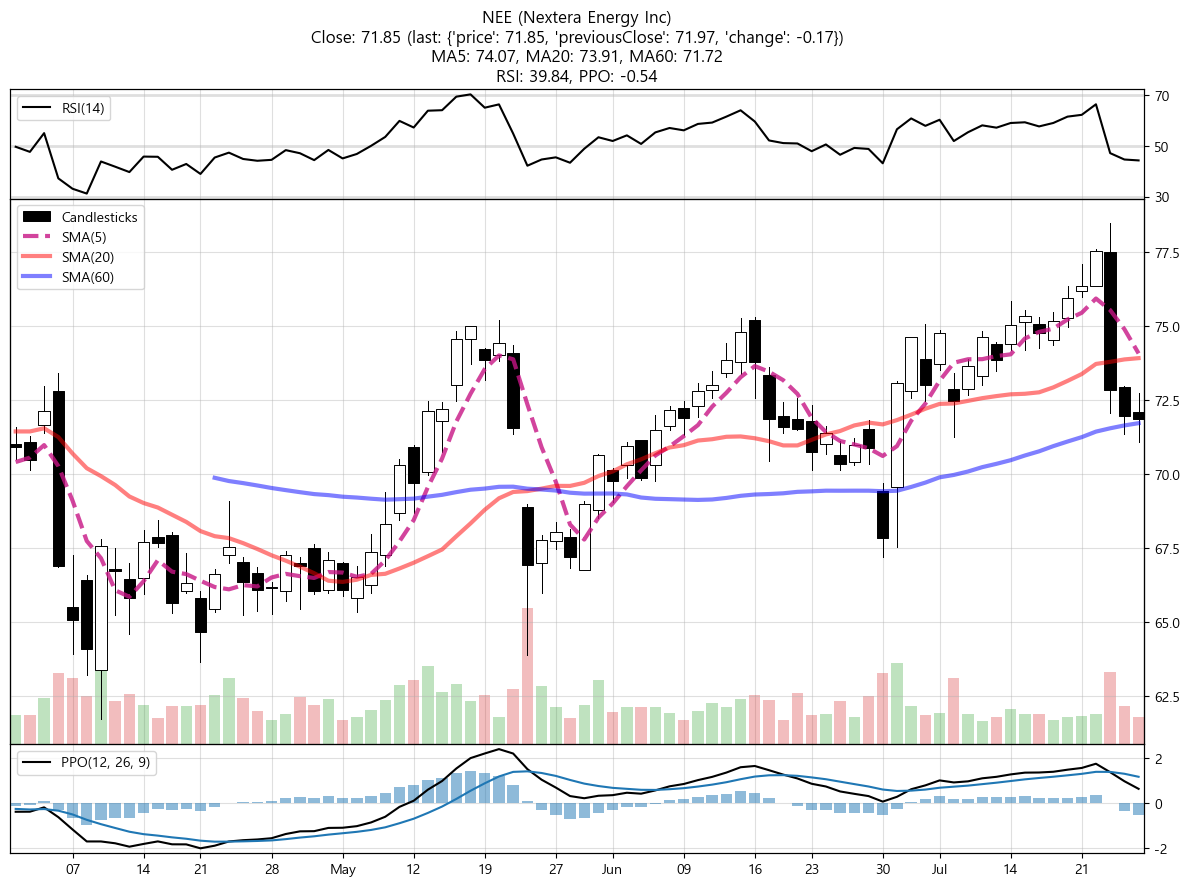 NEE (Nextera Energy Inc)
Close: 71.85 (last: {'price': 71.85, 'previousClose': 71.97, 'change': -0.17})
MA5: 74.07, MA20: 73.91, MA60: 71.72
RSI: 39.84, PPO: -0.54
RSI(14)
70
50
30
Candlesticks
SMA(5)
SMA(20)
SMA(60)
77.5
75.0
72.5
70.0
67.5
65.0
62.5
PPO(12, 26, 9)
2
0
-2
07 14 21 28 May 12 19 27 Jun 09 16 23 30 Jul 14 21